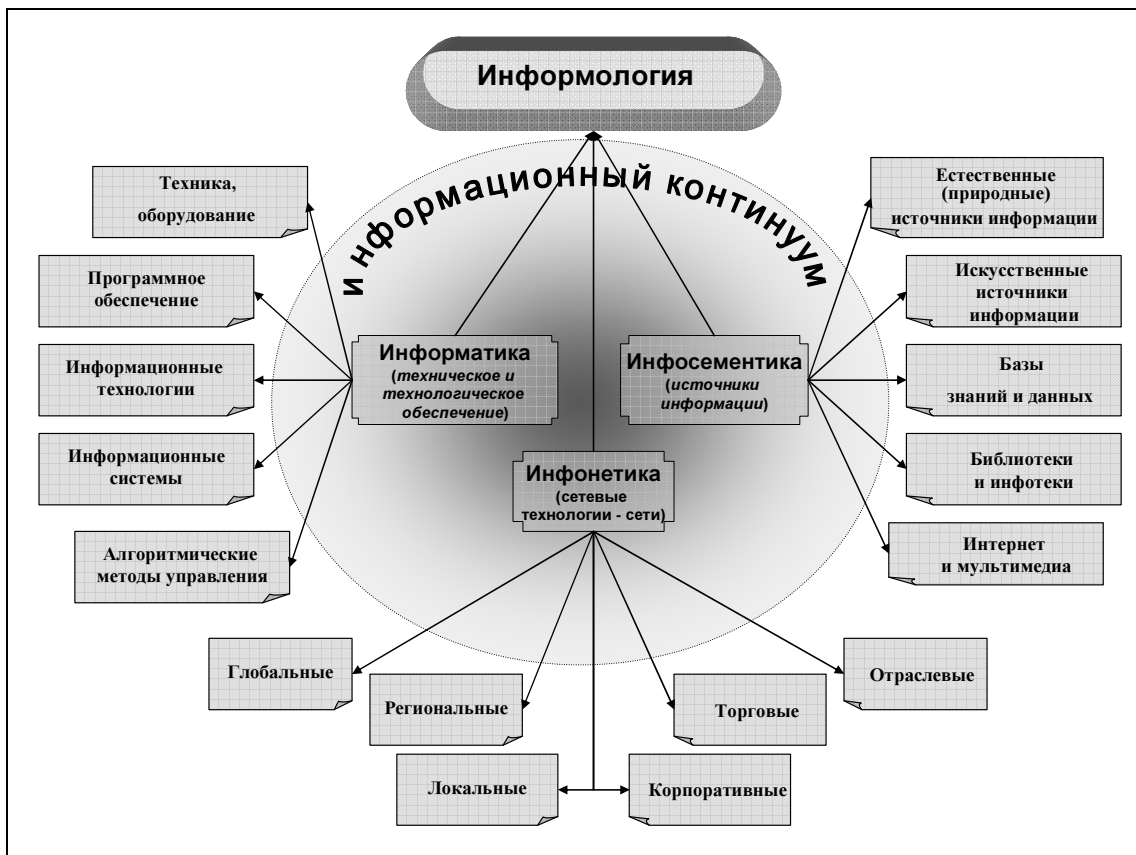 Информология
и нформационный континуум
Техника,
оборудование
Программное
обеспечение
Информационные
технологии
Информационные
системы
Алгоритмические
методы управления
Информатика
(техническое и
технологическое
обеспечение)
Инфосементика
(источники
информации)
Инфонетика
(сетевые
технологии - сети)
Естественные
(природные)
источники информации
Искусственные
источники
информации
Базы
знаний и данных
Библиотеки
и инфотеки
Интернет
и мультимедиа
Глобальные
Региональные
Локальные
Корпоративные
Торговые
Отраслевые